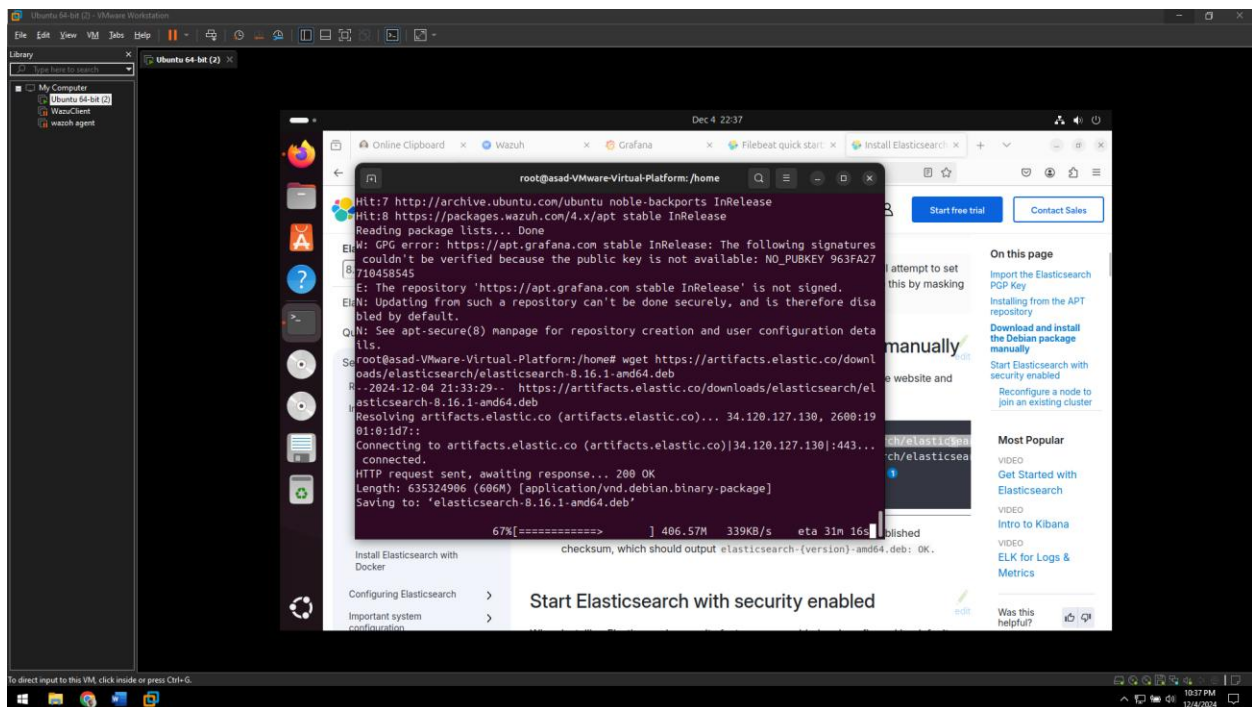 Ubuntu 64-bit (2) - VMware Workstation
File Edit View VM Tabs Help
Library
Type here to search
Ubuntu 64-bit (2)
My Computer
Ubuntu 64-bit (2)
WazuClient
wazoh agent
Dec 4 22:37
Online Clipboard
Wazuh
Grafana
Filebeat quick start:
Install Elasticsearch
root@asad-VMware-Virtual-Platform: /home
Start free trial
Contact Sales
Hit:7 http://archive.ubuntu.com/ubuntu noble-backports InRelease
Hit:8 https://packages.wazuh.com/4.x/apt stable InRelease
Reading package lists... Done
W: GPG error: https://apt.grafana.com stable InRelease: The following signatures
couldn't be verified because the public key is not available: NO_PUBKEY 963FA27
710458545
E: The repository 'https://apt.grafana.com stable InRelease' is not signed.
N: Updating from such a repository can't be done securely, and is therefore disa
bled by default.
N: See apt-secure(8) manpage for repository creation and user configuration deta
ils.
root@asad-VMware-Virtual-Platform:/home# wget https://artifacts.elastic.co/downl
oads/elasticsearch/elasticsearch-8.16.1-amd64.deb
--2024-12-04 21:33:29-- https://artifacts.elastic.co/downloads/elasticsearch/el
asticsearch-8.16.1-amd64.deb
Resolving artifacts.elastic.co (artifacts.elastic.co)... 34.120.127.130, 2600:19
01:0:1d7::
Connecting to artifacts.elastic.co (artifacts.elastic.co)|34.120.127.130|:443...
connected.
HTTP request sent, awaiting response... 200 OK
Length: 635324906 (606M) [application/vnd.debian.binary-package]
Saving to: ‘elasticsearch-8.16.1-amd64.deb’
67%[============> ] 406.57M 339KB/s eta 31m 16s
l attempt to set
this by masking
manually
edit
e website and
rch/elasticsea
rch/elasticsea
1
blished
checksum, which should output elasticsearch-{version}-amd64.deb: OK.
Start Elasticsearch with security enabled
edit
Install Elasticsearch with
Docker
Configuring Elasticsearch
Important system
configuration
On this page
Import the Elasticsearch
PGP Key
Installing from the APT
repository
Download and install
the Debian package
manually
Start Elasticsearch with
security enabled
Reconfigure a node to
join an existing cluster
Most Popular
VIDEO
Get Started with
Elasticsearch
VIDEO
Intro to Kibana
VIDEO
ELK for Logs &
Metrics
Was this
helpful?
To direct input to this VM, click inside or press Ctrl+G.
10:37 PM
12/4/2024